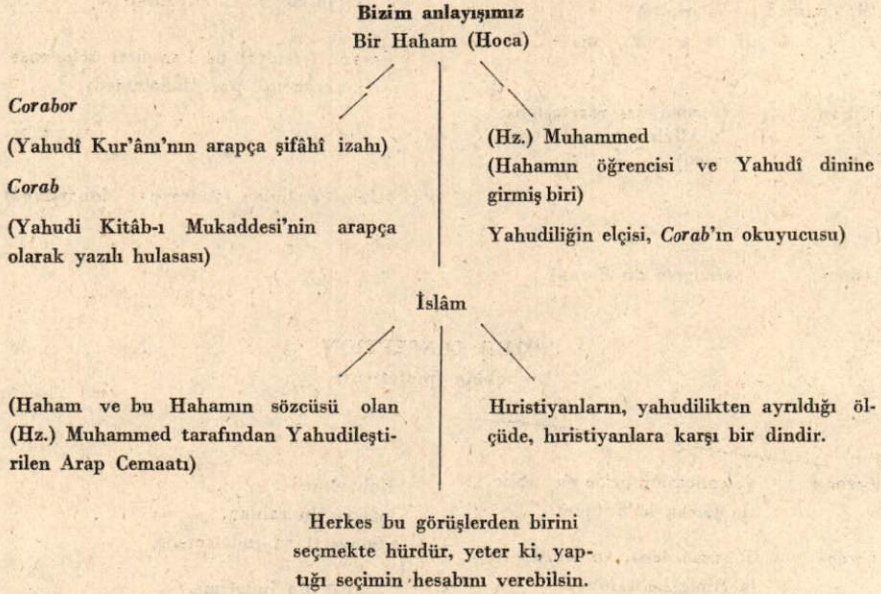 Bizim anlayışımız
Bir Haham (Hoca)
Corabor
(Yahudî Kur'ânı'nın arapça şifâhî izahı)
Corab
(Yahudi Kitâb-ı Mukaddesi'nin arapça
olarak yazılı hulasası)
(Hz.) Muhammed
(Hahamın öğrencisi ve Yahudî dinine
girmiş biri)
Yahudiliğin elçisi, Corab'ın okuyucusu)
İslâm
(Haham ve bu Hahamın sözcüsü olan
(Hz.) Muhammed tarafından Yahudileşti-
rilen Arap Cemaatı)
Hıristiyanların, yahudilikten ayrıldığı öl-
çüde, hıristiyanlara karşı bir dindir.
Herkes bu görüşlerden birini
seçmekte hürdür, yeter ki, yap-
tığı seçimin hesabını verebilsin.